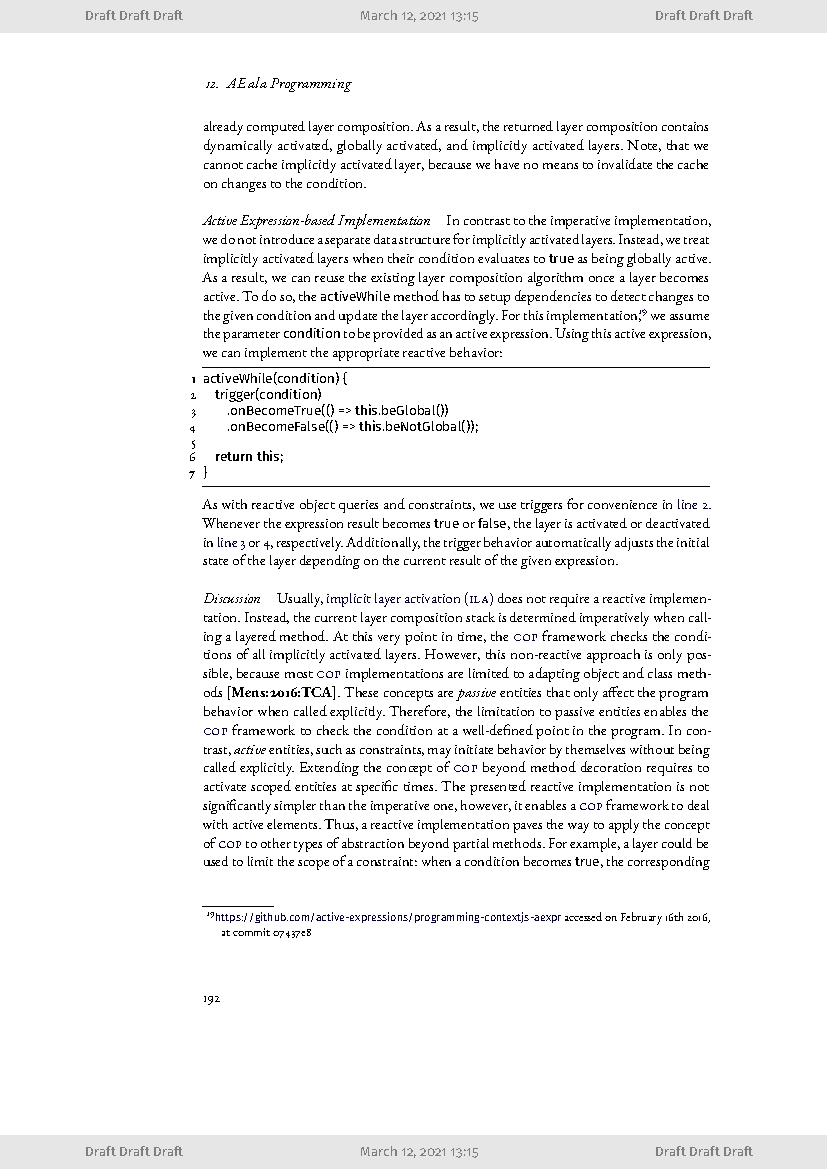 Draft Draft Draft March 12, 2021 13:15 Draft Draft Draft
12. AE ala Programming
already computed layer composition. As a result, the returned layer composition contains
dynamically activated, globally activated, and implicitly activated layers. Note, that we
cannot cache implicitly activated layer, because we have no means to invalidate the cache
on changes to the condition.
Active Expression-based Implementation In contrast to the imperative implementation,
we do not introduce a separate data structure for implicitly activated layers. Instead, we treat
implicitly activated layers when their condition evaluates to true as being globally active.
As a result, we can reuse the existing layer composition algorithm once a layer becomes
active. To do so, the activeWhile method has to setup dependencies to detect changes to
the given condition and update the layer accordingly. For this implementation,19 we assume
the parameter condition to be provided as an active expression. Using this active expression,
we can implement the appropriate reactive behavior:
1 activeWhile(condition) {
2 trigger(condition)
3 .onBecomeTrue(() => this.beGlobal())
4 .onBecomeFalse(() => this.beNotGlobal());
5
6 return this;
7 }
As with reactive object queries and constraints, we use triggers for convenience in line 2.
Whenever the expression result becomes true or false, the layer is activated or deactivated
in line 3 or 4, respectively. Additionally, the trigger behavior automatically adjusts the initial
state of the layer depending on the current result of the given expression.
Discussion Usually, implicit layer activation (ILA) does not require a reactive implemen-
tation. Instead, the current layer composition stack is determined imperatively when call-
ing a layered method. At this very point in time, the COP framework checks the condi-
tions of all implicitly activated layers. However, this non-reactive approach is only pos-
sible, because most COP implementations are limited to adapting object and class meth-
ods [Mens:2016:TCA]. These concepts are passive entities that only affect the program
behavior when called explicitly. Therefore, the limitation to passive entities enables the
COP framework to check the condition at a well-defined point in the program. In con-
trast, active entities, such as constraints, may initiate behavior by themselves without being
called explicitly. Extending the concept of COP beyond method decoration requires to
activate scoped entities at specific times. The presented reactive implementation is not
significantly simpler than the imperative one, however, it enables a COP framework to deal
with active elements. Thus, a reactive implementation paves the way to apply the concept
of COP to other types of abstraction beyond partial methods. For example, a layer could be
used to limit the scope of a constraint: when a condition becomes true, the corresponding
19https://github.com/active-expressions/programming-contextjs-aexpr accessed on February 16th 2016,
at commit 07437e8
192
Draft Draft Draft March 12, 2021 13:15 Draft Draft Draft